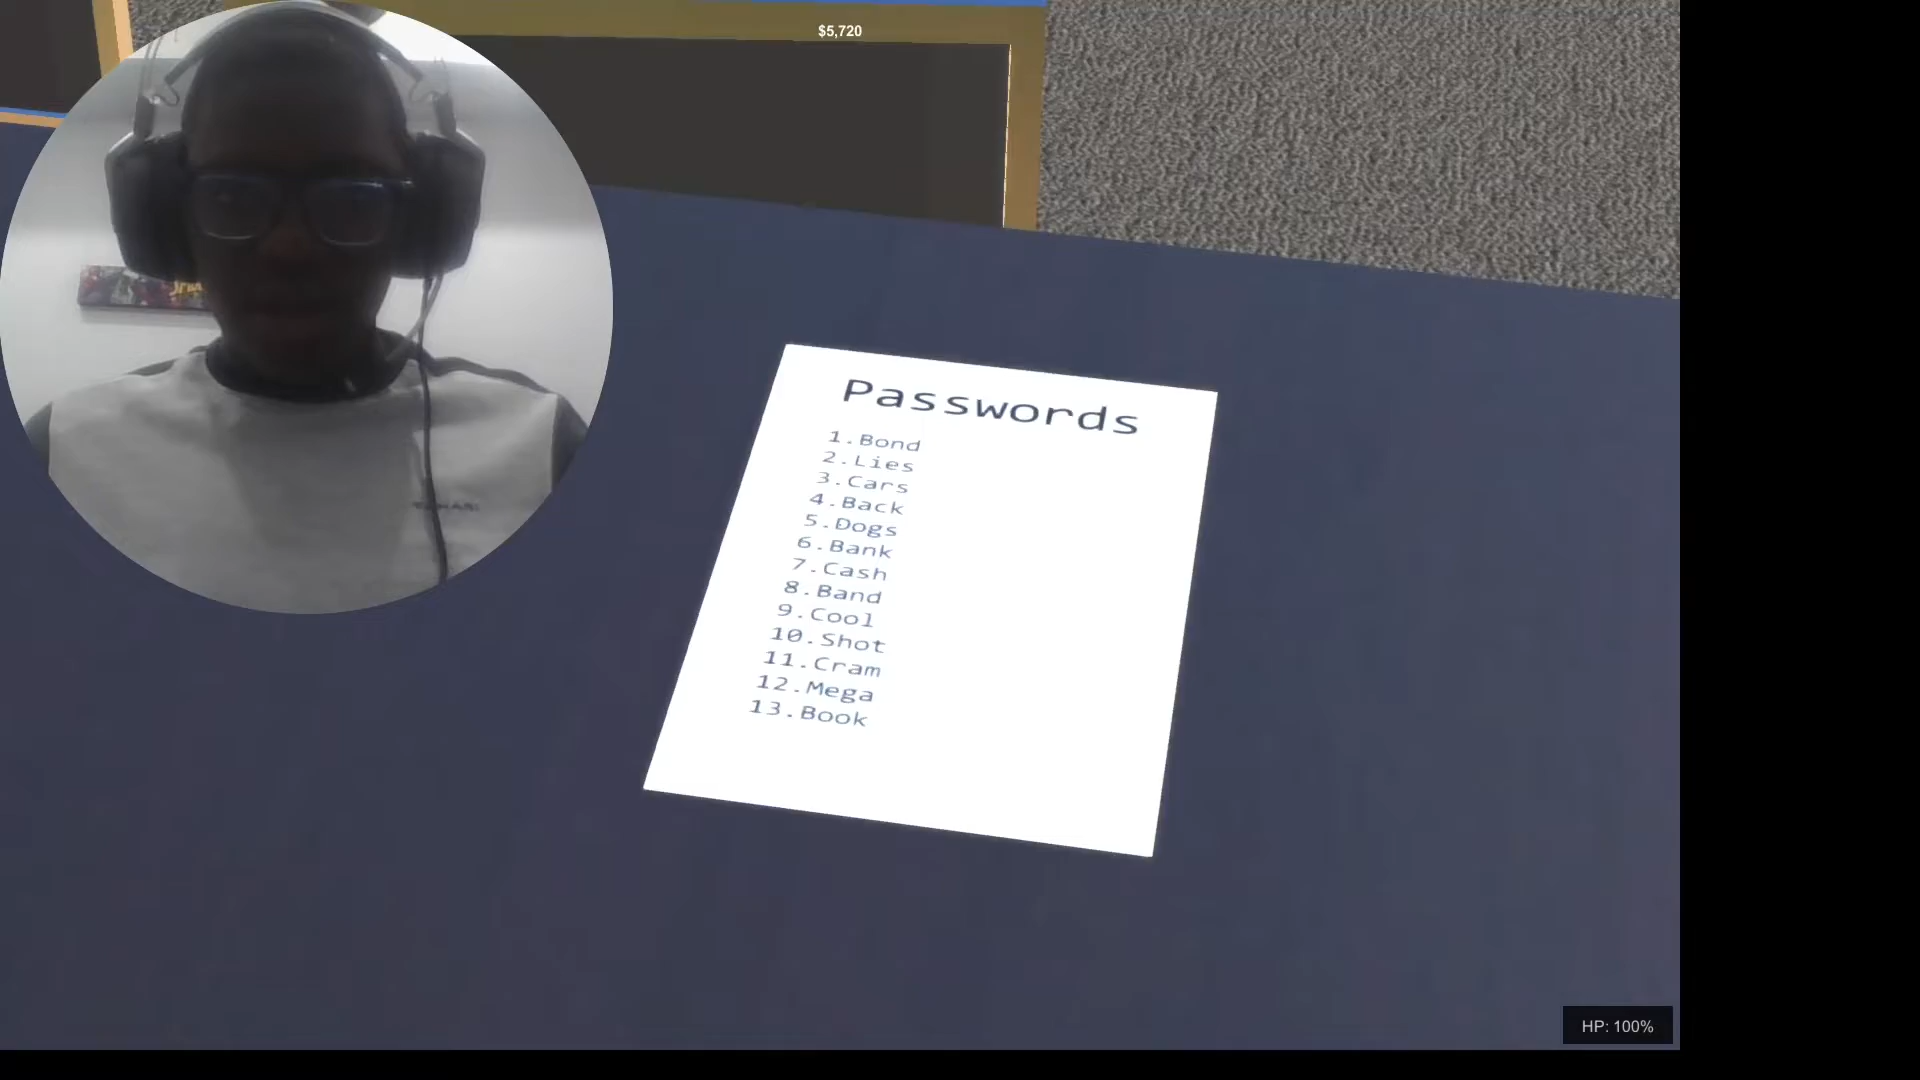 $5,720
Passwords
1.Bond
2.Lies
3.Cars
4.Back
5.Dogs
6.Bank
7.Cash
8.Band
9.Cool
10.Shot
11.Cram
12.Mega
13.Book
HP: 100%